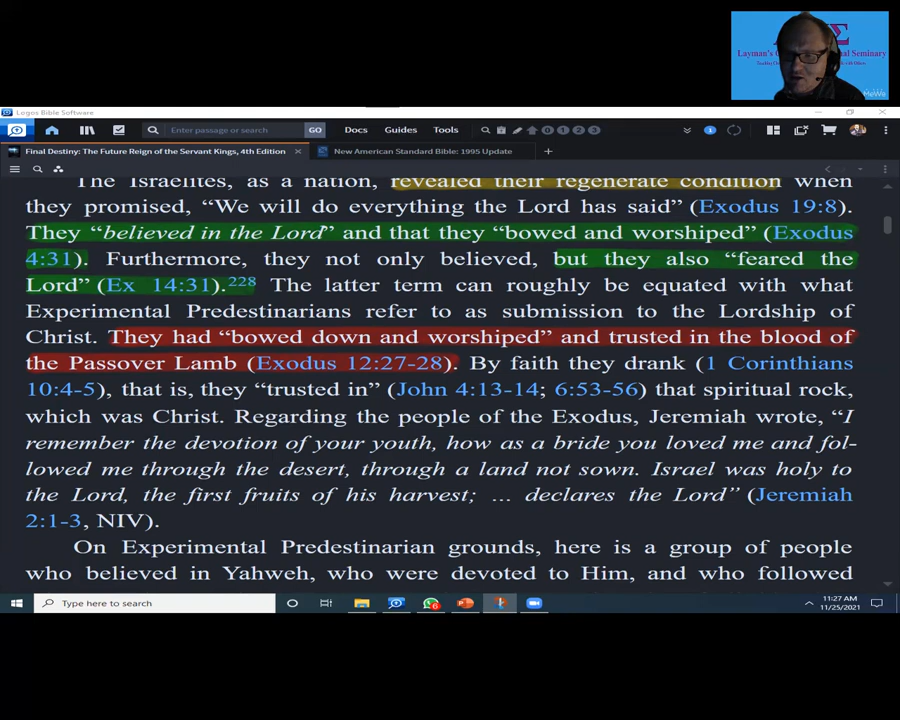 Layman's
Seminary
MeWe
Logos Bible Software
Enter passage or search
GO
Docs
Guides
Tools
0
1
2
3
Final Destiny: The Future Reign of the Servant Kings, 4th Edition
New American Standard Bible: 1995 Update
The Israelites, as a nation, revealed their regenerate condition when
they promised, “We will do everything the Lord has said” (Exodus 19:8).
They “believed in the Lord” and that they “bowed and worshiped” (Exodus
4:31). Furthermore, they not only believed, but they also “feared the
Lord” (Ex 14:31).228 The latter term can roughly be equated with what
Experimental Predestinarians refer to as submission to the Lordship of
Christ. They had “bowed down and worshiped” and trusted in the blood of
the Passover Lamb (Exodus 12:27-28). By faith they drank (1 Corinthians
10:4-5), that is, they “trusted in” (John 4:13-14; 6:53-56) that spiritual rock,
which was Christ. Regarding the people of the Exodus, Jeremiah wrote, “I
remember the devotion of your youth, how as a bride you loved me and fol-
lowed me through the desert, through a land not sown. Israel was holy to
the Lord, the first fruits of his harvest; … declares the Lord” (Jeremiah
2:1-3, NIV).
On Experimental Predestinarian grounds, here is a group of people
who believed in Yahweh, who were devoted to Him, and who followed
Type here to search
11:27 AM
11/25/2021